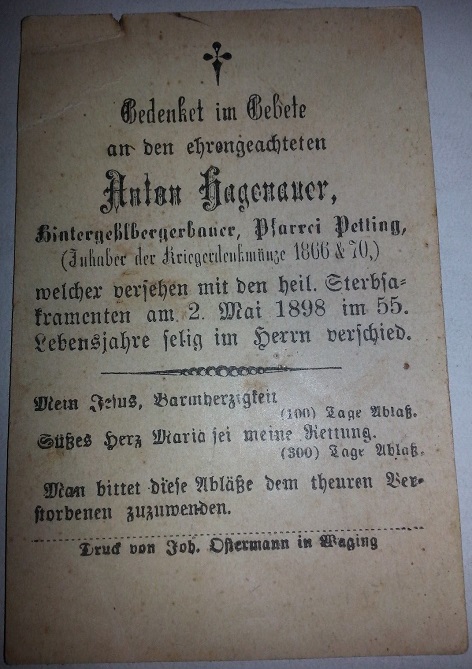 Gedenket im Gebete
an den ehrengeachteten
Anton Hagenauer,
Hintergeßlbergerbauer, Pfarrei Petting,
(Inhaber der Kriegerdenkmünze 1866 & 70,)
welcher versehen mit den heil. Sterbsa-
kramenten am 2. Mai 1898 im 55.
Lebensjahre selig im Herrn verschied.
Mein Jesus, Barmherzigkeit
(100) Tage Ablaß.
Süßes Herz Mariä sei meine Rettung.
(300) Tage Ablaß.
Man bittet diese Abläße dem theuren Ver-
storbenen zuzuwenden.
Druck von Joh. Ostermann in Waging